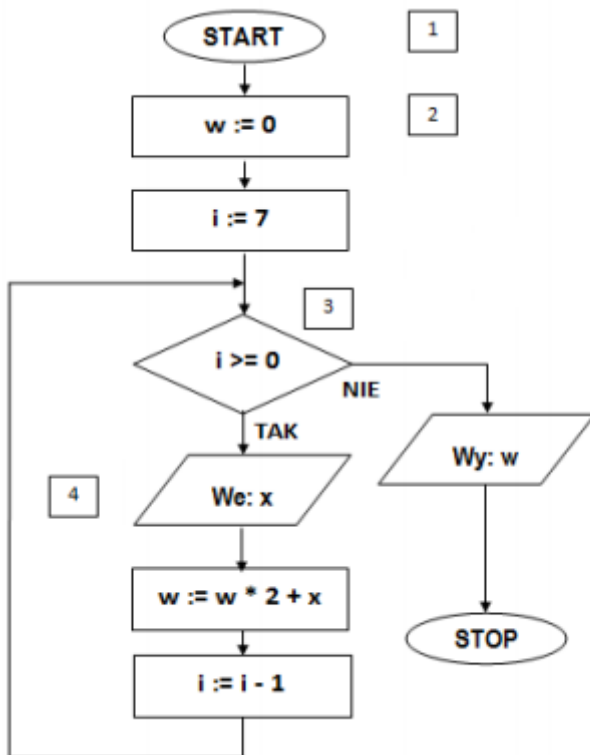 START
1
w := 0
2
i := 7
3
i >= 0
NIE
TAK
Wy: w
4
We: x
w := w * 2 + x
STOP
i := i - 1